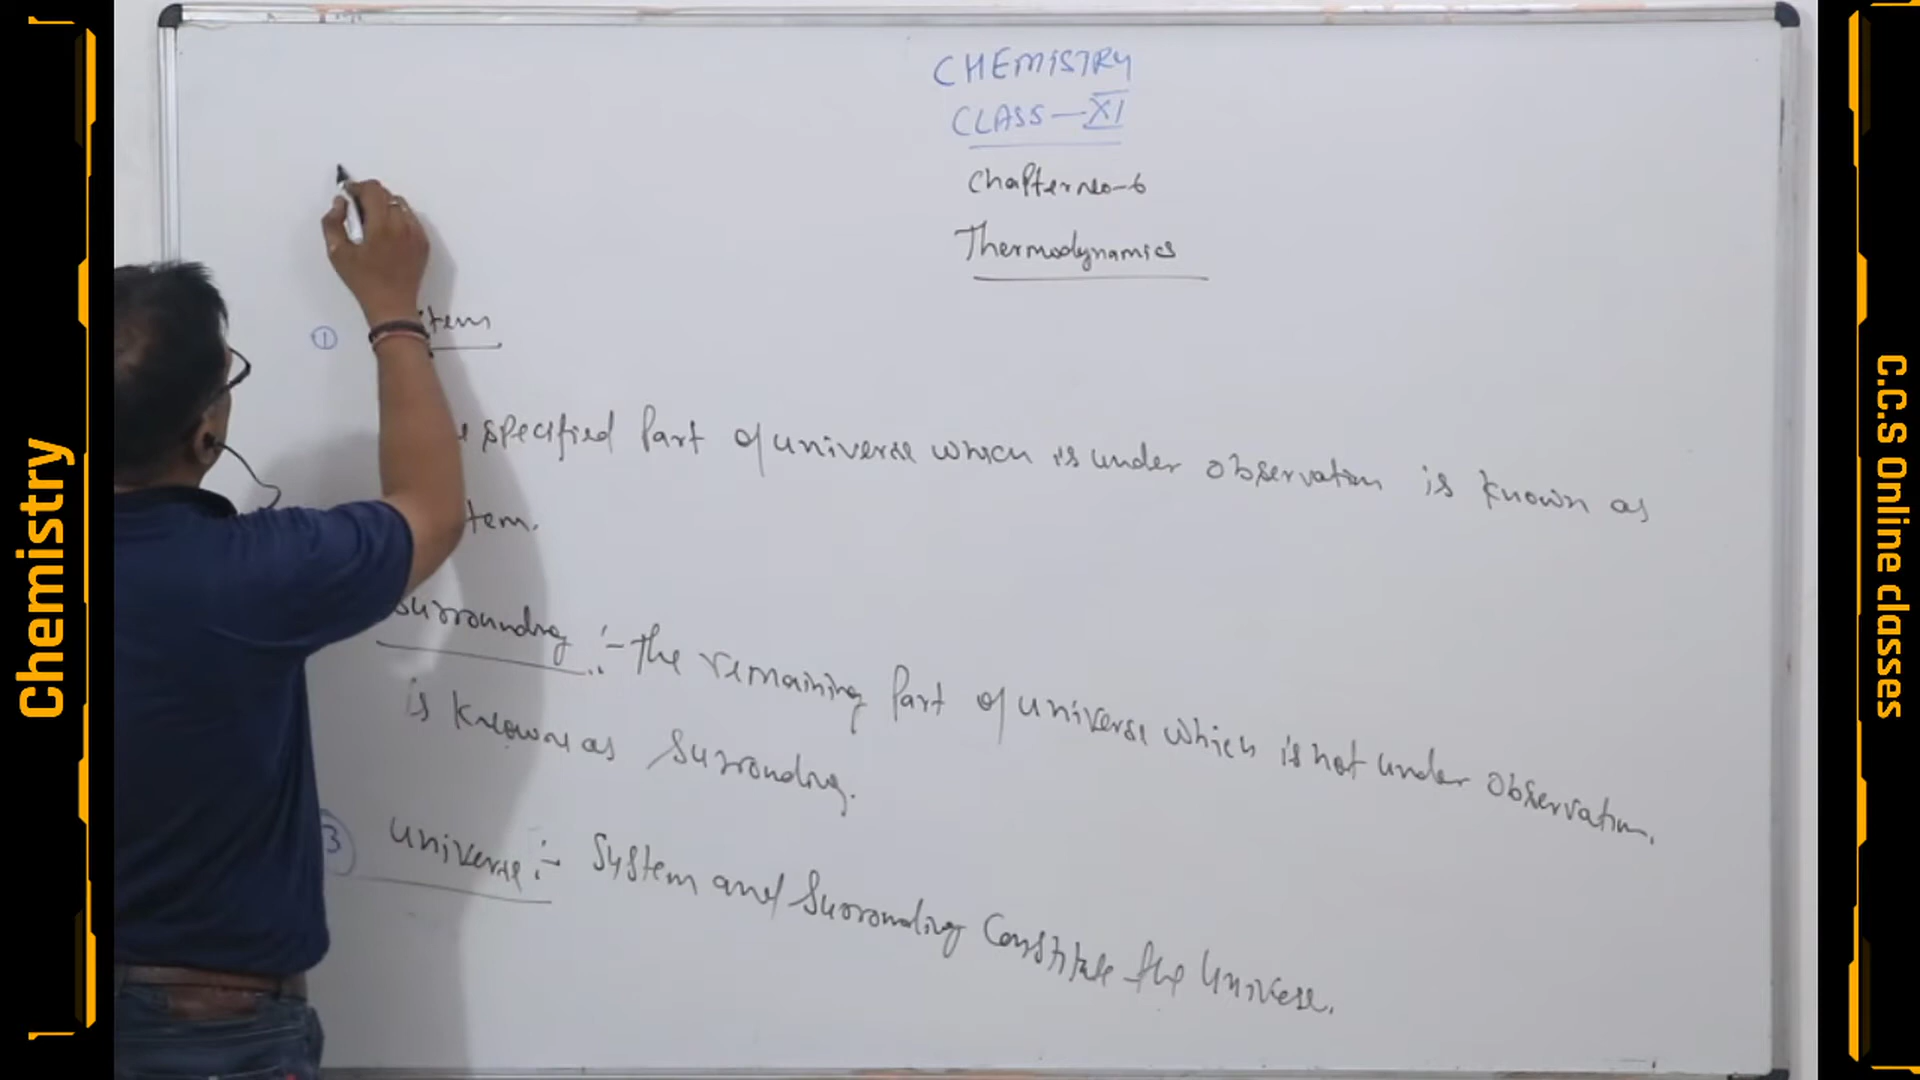 CHEMISTRY
CLASS — XI
Chapter no-6
Thermodynamics
①
tem
specified Part of universe which is under observation is known as
tem.
Surrounding :- The remaining Part of universe which is not under observation.
is known as Surrounding.
3 universe :- System and Surrounding Constitute the Universe.
Chemistry
C.C.S Online classes